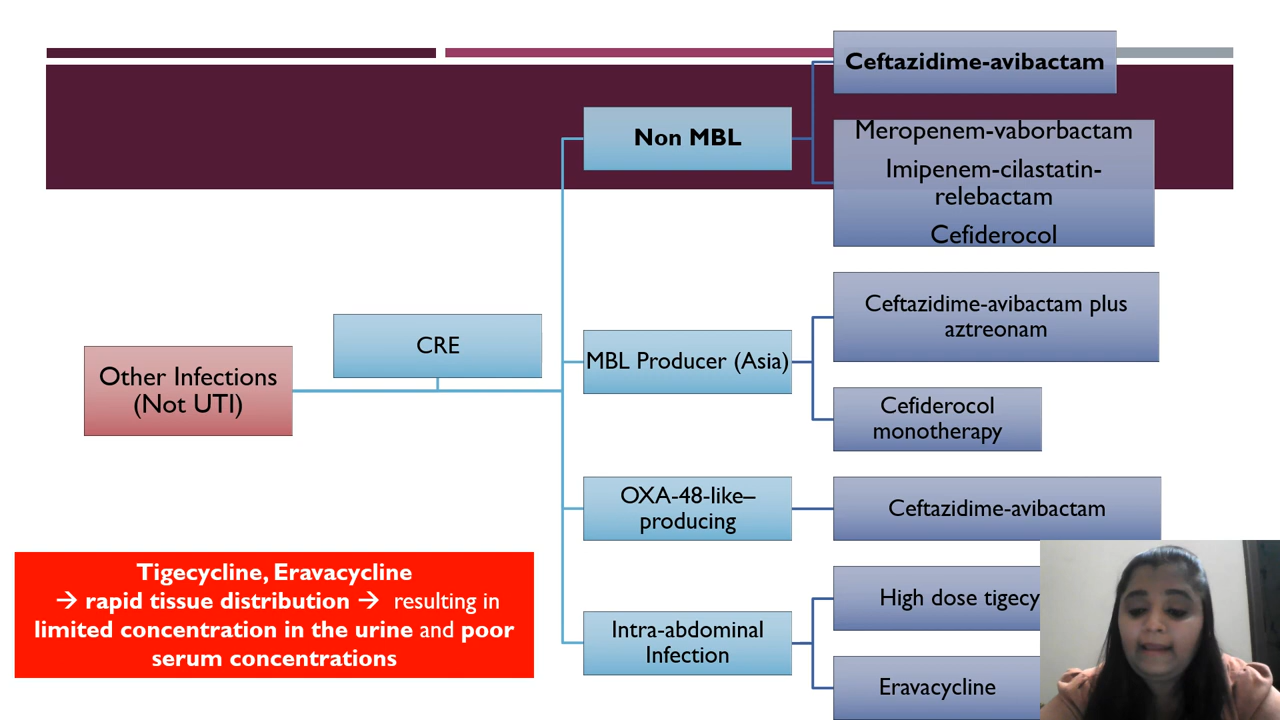 Ceftazidime-avibactam
Non MBL
Meropenem-vaborbactam
Imipenem-cilastatin-
relebactam
Cefiderocol
Other Infections
(Not UTI)
CRE
MBL Producer (Asia)
Ceftazidime-avibactam plus
aztreonam
Cefiderocol
monotherapy
OXA-48-like–
producing
Ceftazidime-avibactam
Intra-abdominal
Infection
High dose tigecy
Eravacycline
Tigecycline, Eravacycline
→ rapid tissue distribution → resulting in
limited concentration in the urine and poor
serum concentrations